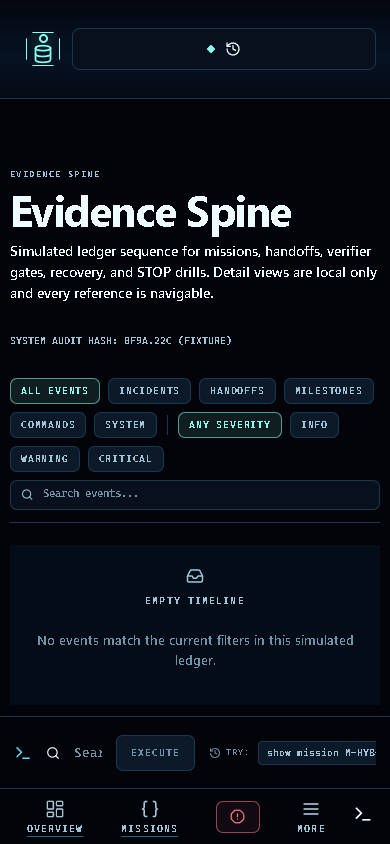 EVIDENCE SPINE
Evidence Spine
Simulated ledger sequence for missions, handoffs, verifier
gates, recovery, and STOP drills. Detail views are local only
and every reference is navigable.
SYSTEM AUDIT HASH: 8F9A.22C (FIXTURE)
ALL EVENTS INCIDENTS HANDOFFS MILESTONES
COMMANDS SYSTEM ANY SEVERITY INFO
WARNING CRITICAL
Search events...
EMPTY TIMELINE
No events match the current filters in this simulated
ledger.
Sear EXECUTE TRY: show mission M-HYB
OVERVIEW MISSIONS MORE